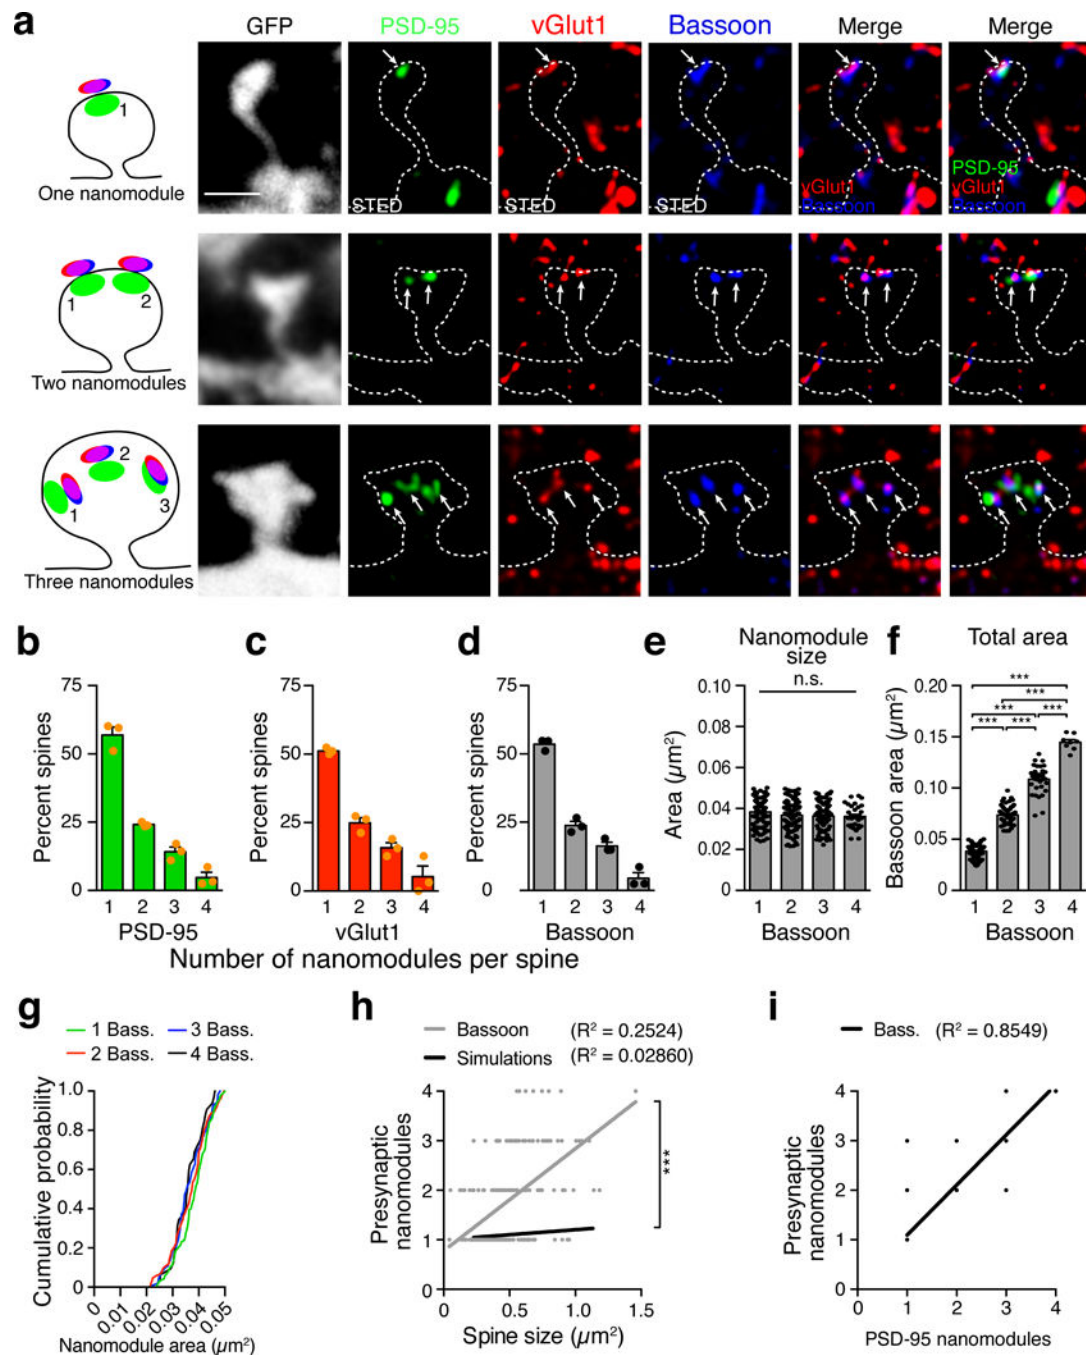 a
GFP
PSD-95
vGlut1
Bassoon
Merge
Merge
1
One nanomodule
STED
STED
STED
vGlut1
Bassoon
PSD-95
vGlut1
Bassoon
1
2
Two nanomodules
1
2
3
Three nanomodules
b
75
50
25
0
Percent spines
1 2 3 4
PSD-95
c
75
50
25
0
Percent spines
1 2 3 4
vGlut1
d
75
50
25
0
Percent spines
1 2 3 4
Bassoon
Number of nanomodules per spine
e
Nanomodule
size
n.s.
0.10
0.08
0.06
0.04
0.02
0
Area (µm²)
1 2 3 4
Bassoon
f
Total area
***
***
***
***
***
***
0.20
0.15
0.10
0.05
0
Bassoon area (µm²)
1 2 3 4
Bassoon
g
1 Bass.
3 Bass.
2 Bass.
4 Bass.
1.0
0.8
0.6
0.4
0.2
0
Cumulative probability
0 0.01 0.02 0.03 0.04 0.05
Nanomodule area (µm²)
h
Bassoon (R² = 0.2524)
Simulations (R² = 0.02860)
4
3
2
1
0
Presynaptic
nanomodules
***
0 0.5 1.0 1.5
Spine size (µm²)
i
Bass. (R² = 0.8549)
4
3
2
1
0
Presynaptic
nanomodules
0 1 2 3 4
PSD-95 nanomodules